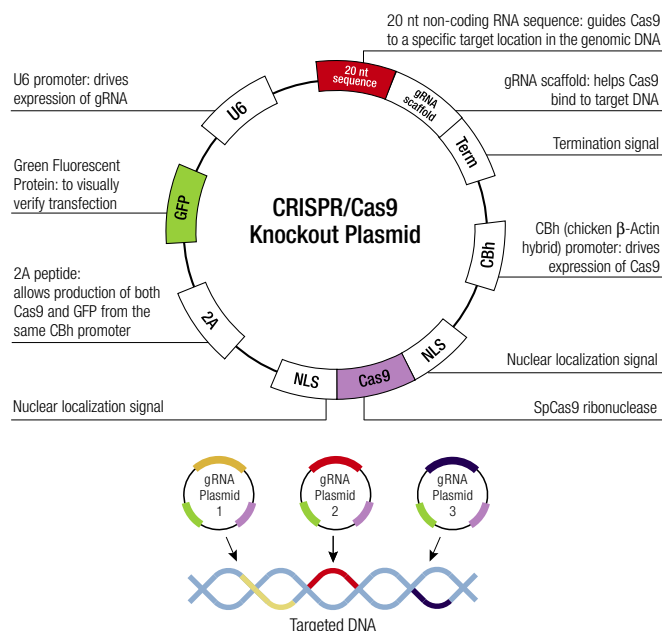 20 nt non-coding RNA sequence: guides Cas9
to a specific target location in the genomic DNA
U6 promoter: drives
expression of gRNA
gRNA scaffold: helps Cas9
bind to target DNA
Termination signal
Green Fluorescent
Protein: to visually
verify transfection
CBh (chicken β-Actin
hybrid) promoter: drives
expression of Cas9
2A peptide:
allows production of both
Cas9 and GFP from the
same CBh promoter
Nuclear localization signal
Nuclear localization signal
SpCas9 ribonuclease
20 nt
sequence
gRNA
scaffold
Term
CBh
NLS
Cas9
NLS
2A
GFP
U6
CRISPR/Cas9
Knockout Plasmid
gRNA
Plasmid
1
gRNA
Plasmid
2
gRNA
Plasmid
3
Targeted DNA